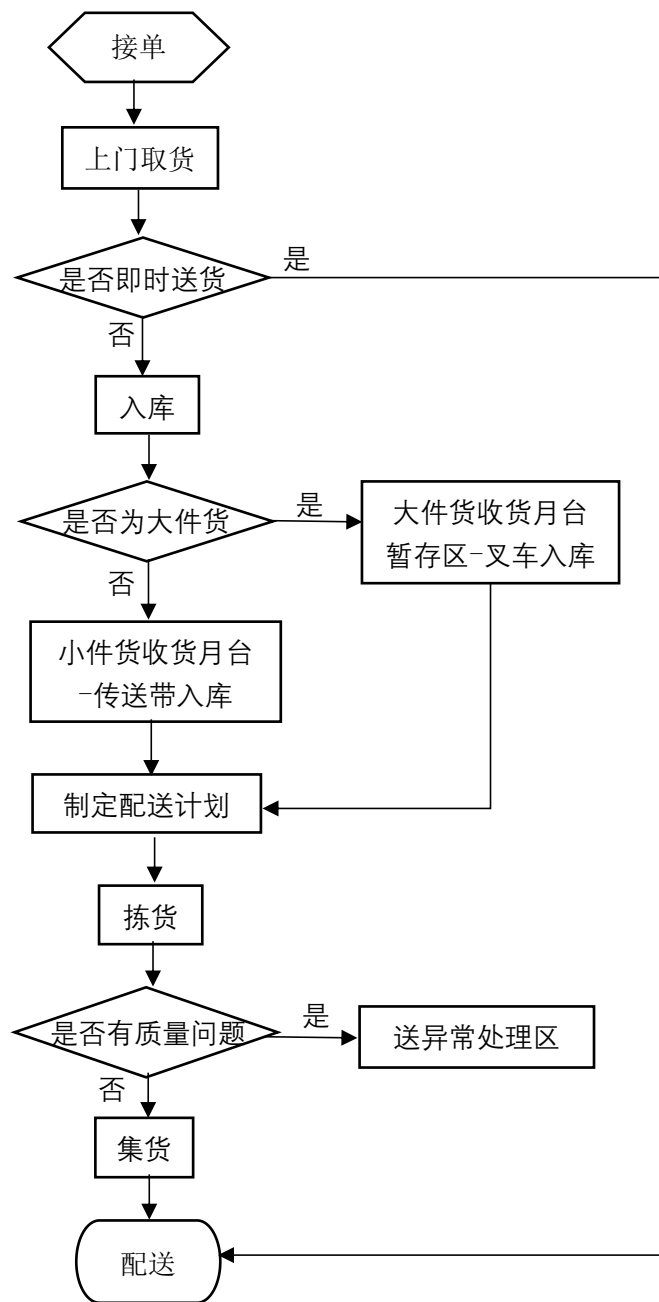 接单
上门取货
是否即时送货
是
否
入库
是否为大件货
是
大件货收货月台
暂存区-叉车入库
否
小件货收货月台
-传送带入库
制定配送计划
拣货
是否有质量问题
是
送异常处理区
否
集货
配送